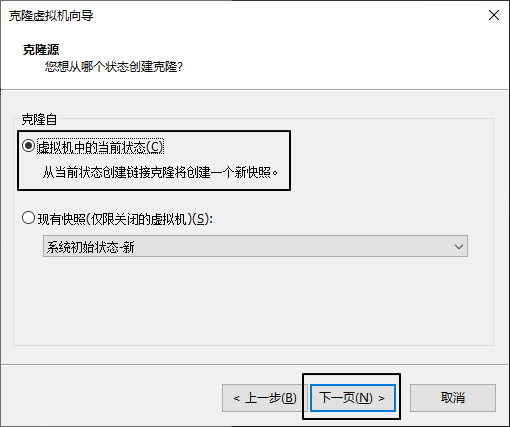 克隆虚拟机向导
克隆源
您想从哪个状态创建克隆?
克隆自
虚拟机中的当前状态(C)
从当前状态创建链接克隆将创建一个新快照。
现有快照(仅限关闭的虚拟机)(S):
系统初始状态-新
< 上一步(B) 下一页(N) > 取消